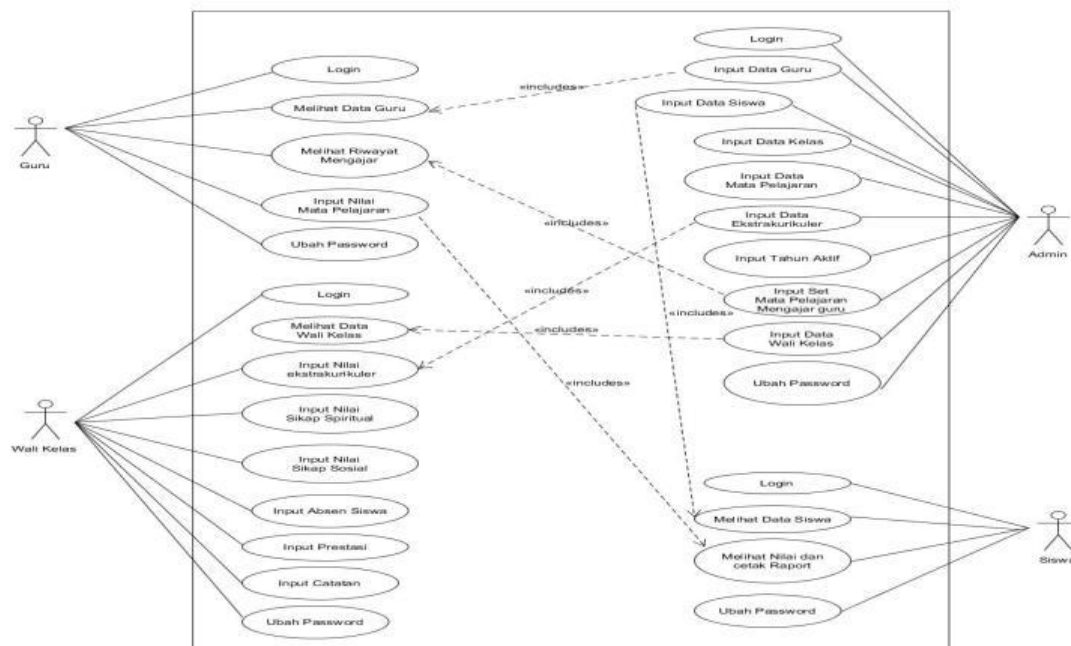 Login
Melihat Data Guru
Melihat Riwayat
Mengajar
Input Nilai
Mata Pelajaran
Ubah Password
Guru
Login
Melihat Data
Wali Kelas
Input Nilai
ekstrakurikuler
Input Nilai
Sikap Spiritual
Input Nilai
Sikap Sosial
Input Absen Siswa
Input Prestasi
Input Catatan
Ubah Password
Wali Kelas
«includes»
«includes»
«includes»
«includes»
«includes»
«includes»
Login
Input Data Guru
Input Data Siswa
Input Data Kelas
Input Data
Mata Pelajaran
Input Data
Ekstrakurikuler
Input Tahun Aktif
Input Set
Mata Pelajaran
Mengajar guru
Input Data
Wali Kelas
Ubah Password
Admin
Login
Melihat Data Siswa
Melihat Nilai dan
cetak Raport
Ubah Password
Siswa